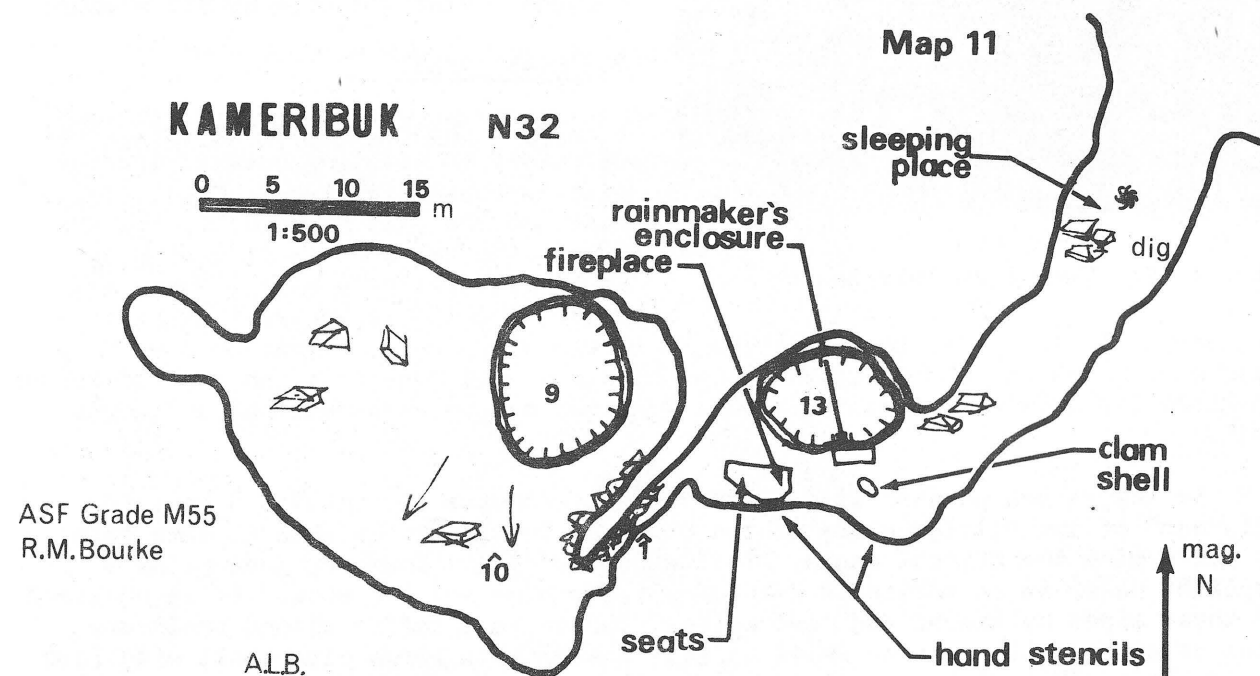 Map 11
KAMERIBUK N32
0 5 10 15 m
1:500
sleeping
place
rainmaker's
enclosure
fireplace
dig
9
13
clam
shell
ASF Grade M55
R.M.Bourke
10
1
mag.
N
seats
hand stencils
A.L.B.